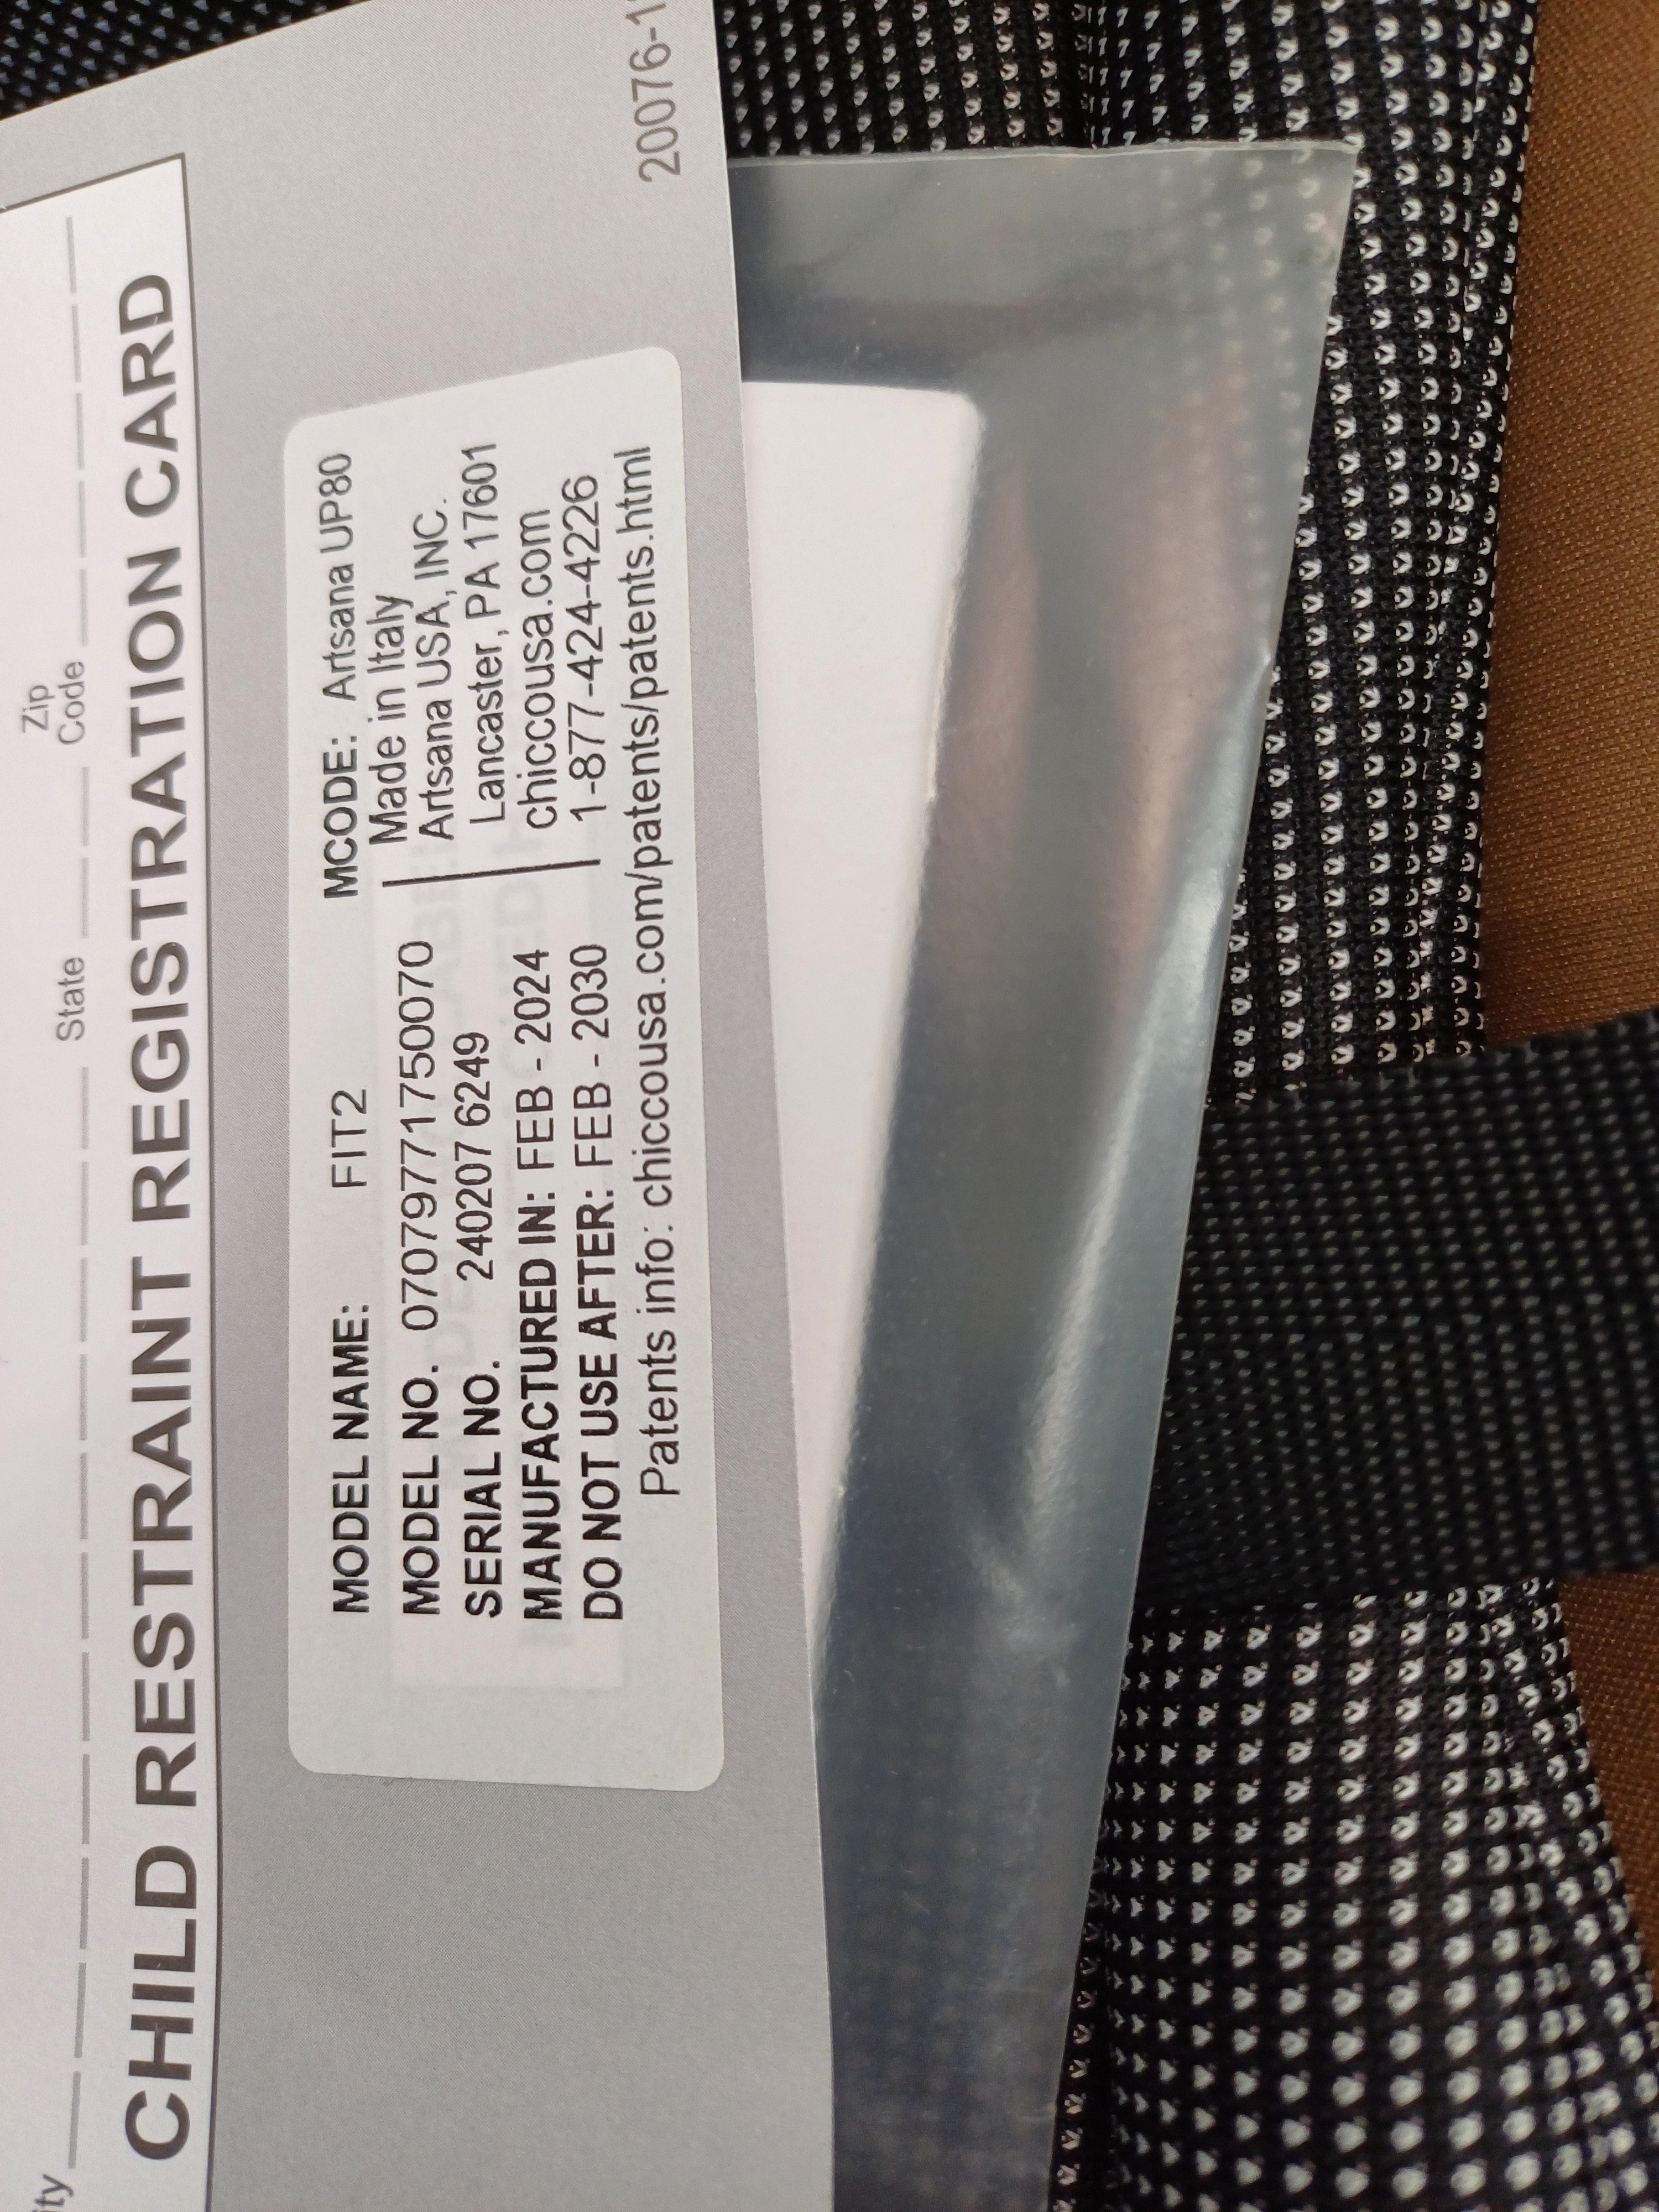 State Zip
Code
CHILD RESTRAINT REGISTRATION CARD
MODEL NAME: FIT2 MCODE: Artsana UP80
MODEL NO. 07079771750070 Made in Italy
SERIAL NO. 240207 6249 Artsana USA, INC.
Lancaster, PA 17601
MANUFACTURED IN: FEB - 2024 chiccousa.com
DO NOT USE AFTER: FEB - 2030 1-877-424-4226
Patents info: chiccousa.com/patents/patents.html
20076-1